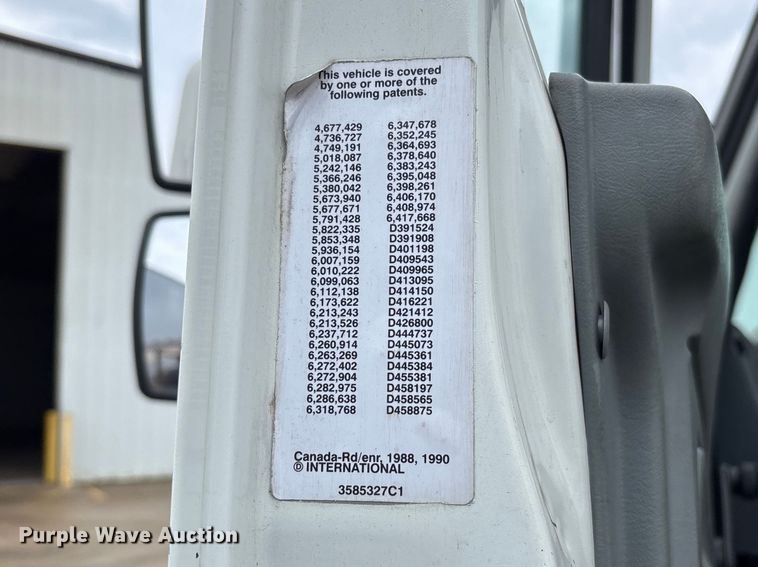 This vehicle is covered
by one or more of the
following patents.
4,677,429 6,347,678
4,736,727 6,352,245
4,749,191 6,364,693
5,018,087 6,378,640
5,242,146 6,383,243
5,366,246 6,395,048
5,380,042 6,398,261
5,673,940 6,406,170
5,677,671 6,408,974
5,791,428 6,417,668
5,822,335 D391524
5,853,348 D391908
5,936,154 D401198
6,007,159 D409543
6,010,222 D409965
6,099,063 D413095
6,112,138 D414150
6,173,622 D416221
6,213,243 D421412
6,213,526 D426800
6,237,712 D444737
6,260,914 D445073
6,263,269 D445361
6,272,402 D445384
6,272,904 D455381
6,282,975 D458197
6,286,638 D458565
6,318,768 D458875
Canada-Rd/enr, 1988, 1990
© INTERNATIONAL
3585327C1
Purple Wave Auction®